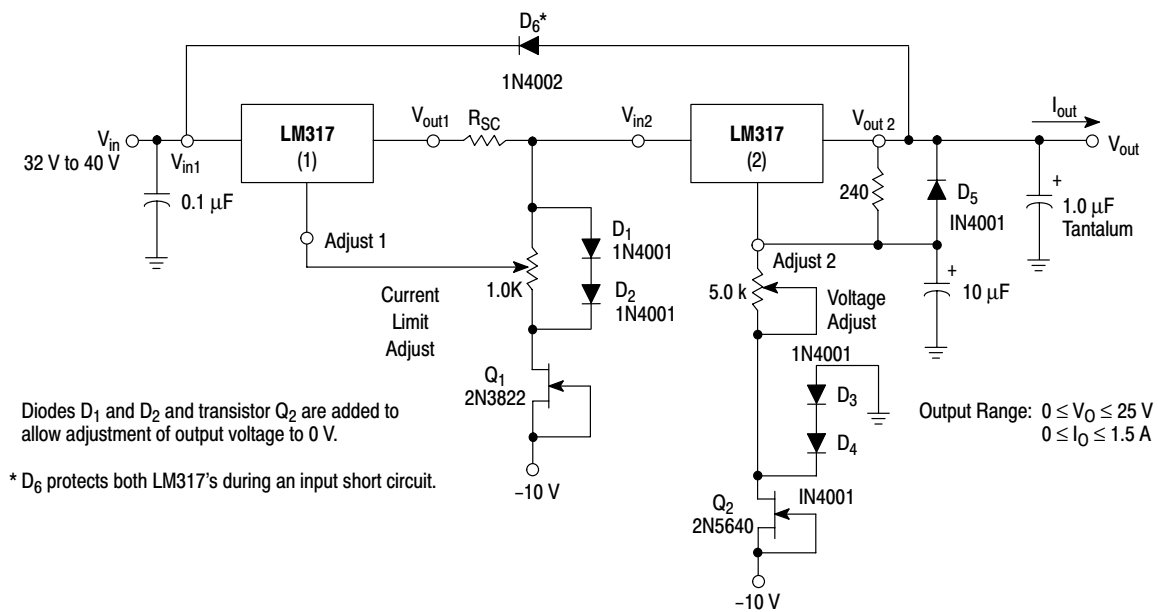 D6*
1N4002
Vin
32 V to 40 V
Vin1
0.1 μF
LM317
(1)
Vout1
RSC
Vin2
LM317
(2)
Vout 2
Iout
Vout
240
D5
IN4001
1.0 μF
Tantalum
+
Adjust 1
D1
1N4001
1.0K
D2
1N4001
Current
Limit
Adjust
Adjust 2
5.0 k
Voltage
Adjust
+
10 μF
1N4001
D3
D4
Q1
2N3822
–10 V
Q2
2N5640
IN4001
–10 V
Diodes D1 and D2 and transistor Q2 are added to
allow adjustment of output voltage to 0 V.
* D6 protects both LM317's during an input short circuit.
Output Range: 0 ≤ VO ≤ 25 V
0 ≤ IO ≤ 1.5 A